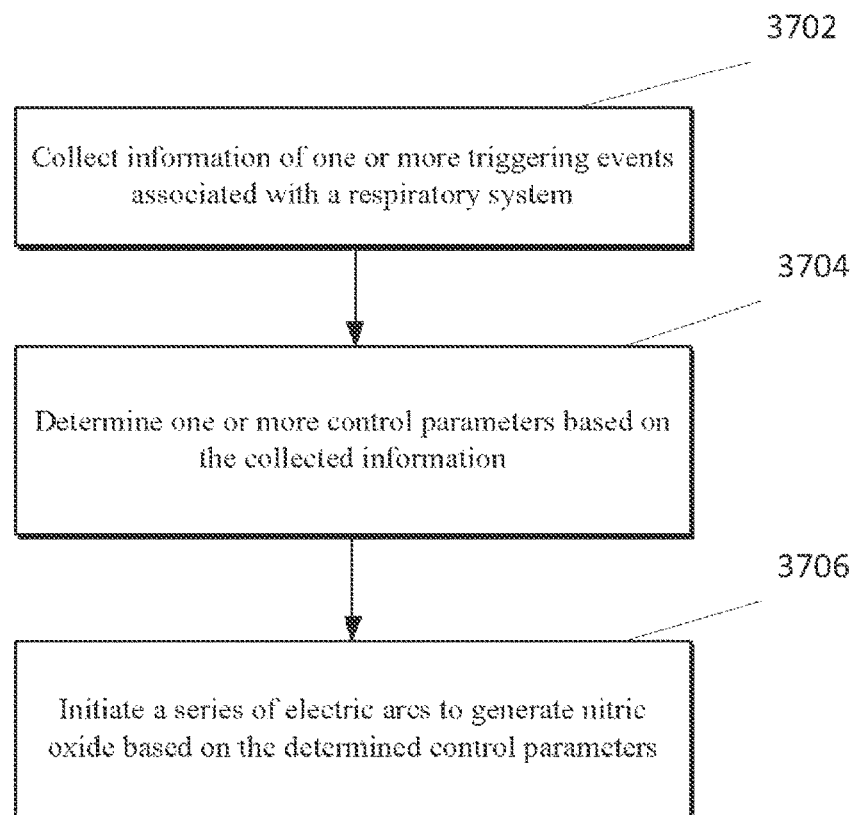 3702
Collect information of one or more triggering events
associated with a respiratory system
3704
Determine one or more control parameters based on
the collected information
3706
Initiate a series of electric arcs to generate nitric
oxide based on the determined control parameters